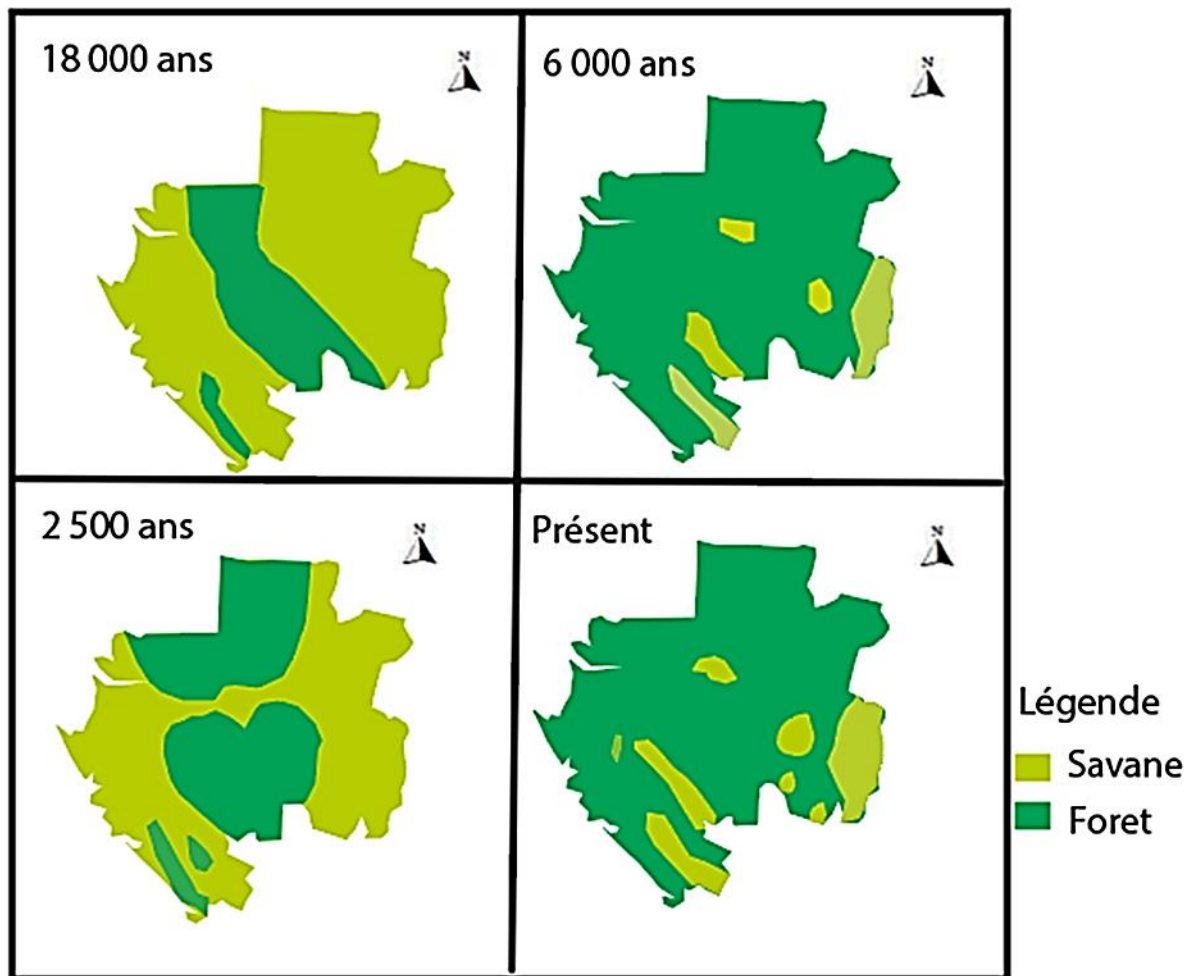 18 000 ans
N
6 000 ans
N
2 500 ans
N
Présent
N
Légende
Savane
Foret